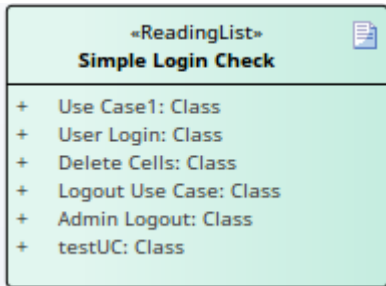 «ReadingList»
Simple Login Check
+ Use Case1: Class
+ User Login: Class
+ Delete Cells: Class
+ Logout Use Case: Class
+ Admin Logout: Class
+ testUC: Class